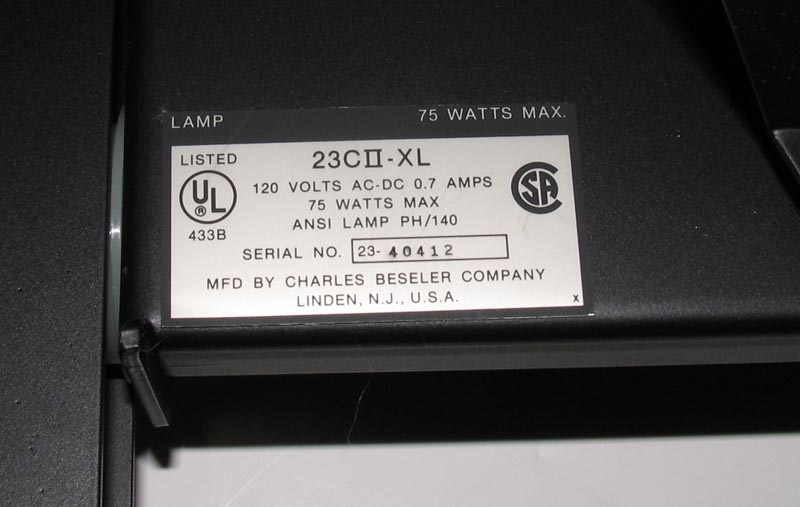 LAMP 75 WATTS MAX.
LISTED 23CII-XL
UL ® 120 VOLTS AC-DC 0.7 AMPS SA
75 WATTS MAX
ANSI LAMP PH/140
433B
SERIAL NO. 23- 40412
MFD BY CHARLES BESELER COMPANY
LINDEN, N.J., U.S.A. x